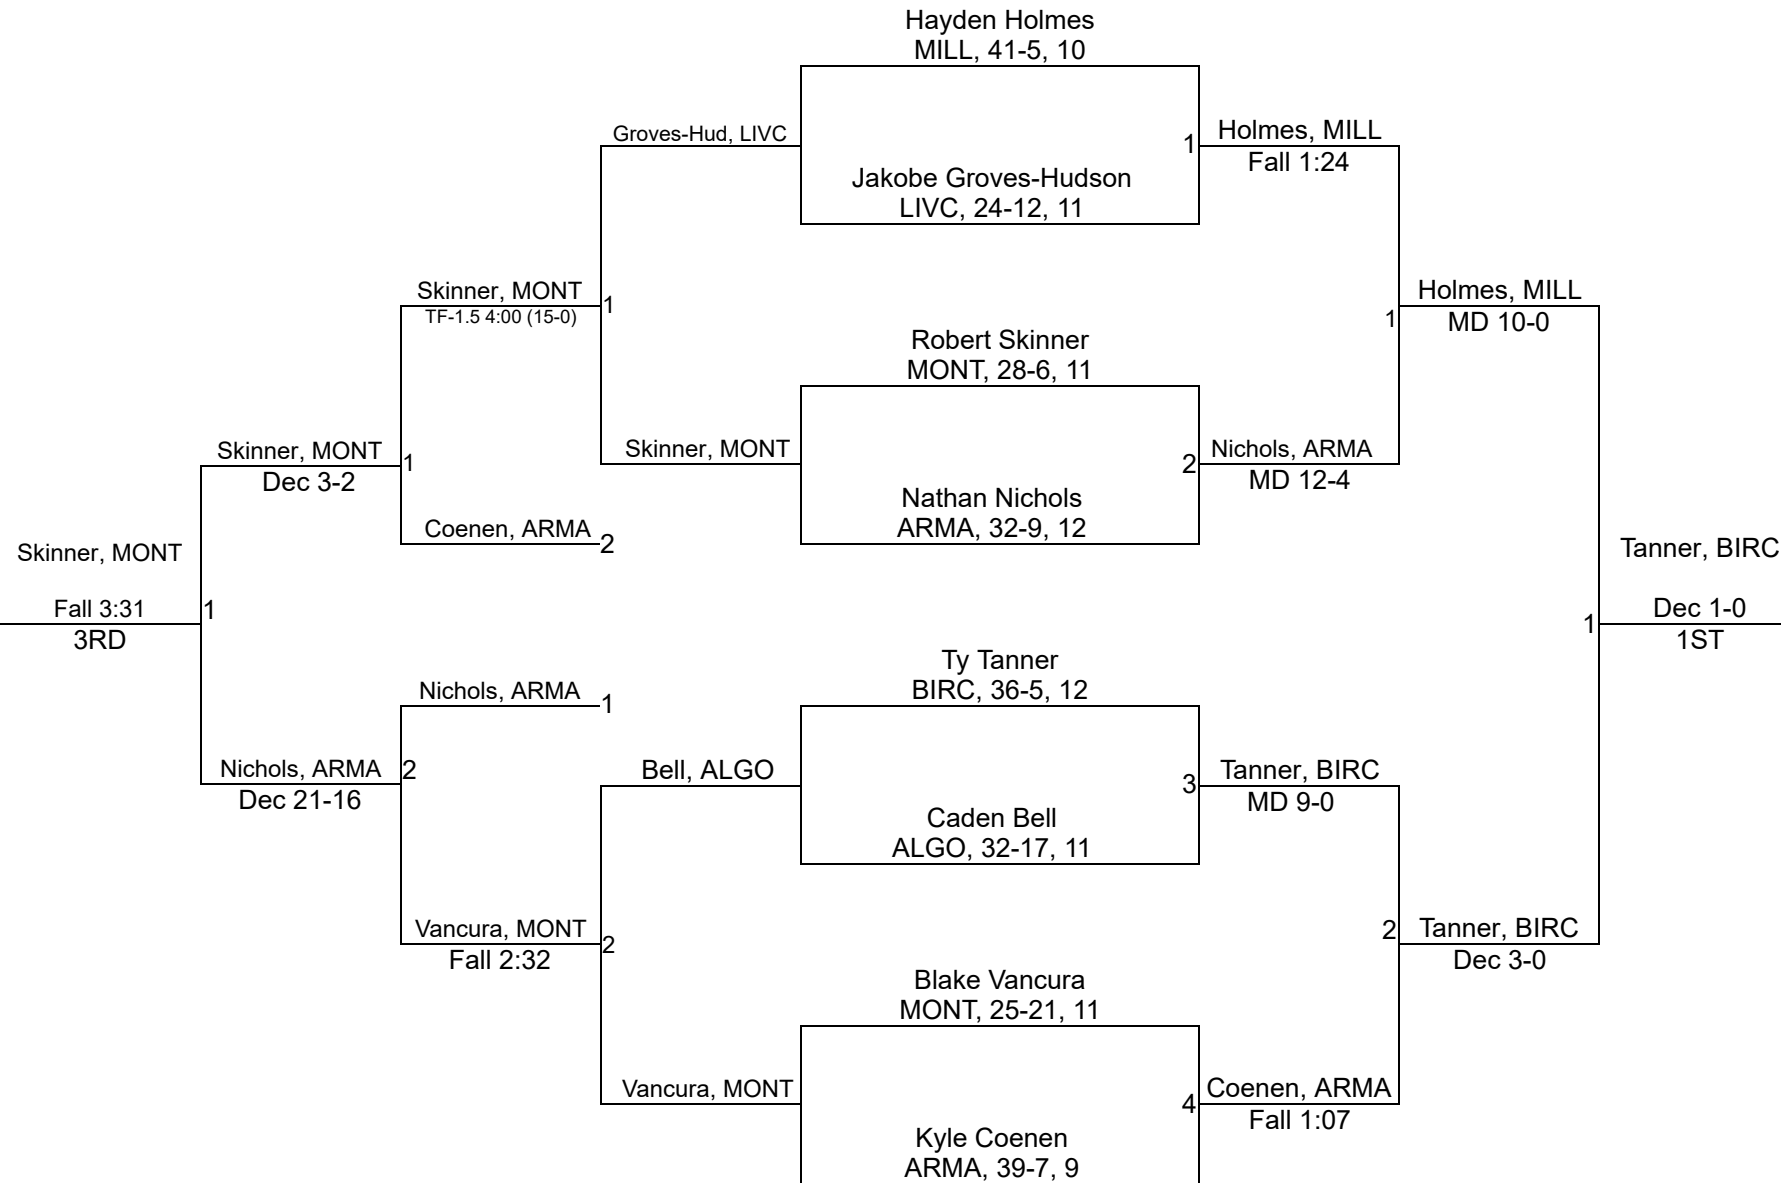 Hayden Holmes
MILL, 41-5, 10
Groves-Hud, LIVC
1
Holmes, MILL
Fall 1:24
Jakobe Groves-Hudson
LIVC, 24-12, 11
Skinner, MONT
TF-1.5 4:00 (15-0)
1
Holmes, MILL
1
MD 10-0
Robert Skinner
MONT, 28-6, 11
Skinner, MONT
Dec 3-2
1
Skinner, MONT
2
Nichols, ARMA
MD 12-4
Nathan Nichols
ARMA, 32-9, 12
Coenen, ARMA
2
Skinner, MONT
Fall 3:31
3RD
1
Tanner, BIRC
Dec 1-0
1ST
1
Ty Tanner
BIRC, 36-5, 12
Nichols, ARMA
1
Nichols, ARMA
Dec 21-16
2
Bell, ALGO
3
Tanner, BIRC
MD 9-0
Caden Bell
ALGO, 32-17, 11
Vancura, MONT
Fall 2:32
2
2
Tanner, BIRC
Dec 3-0
Blake Vancura
MONT, 25-21, 11
Vancura, MONT
4
Coenen, ARMA
Fall 1:07
Kyle Coenen
ARMA, 39-7, 9